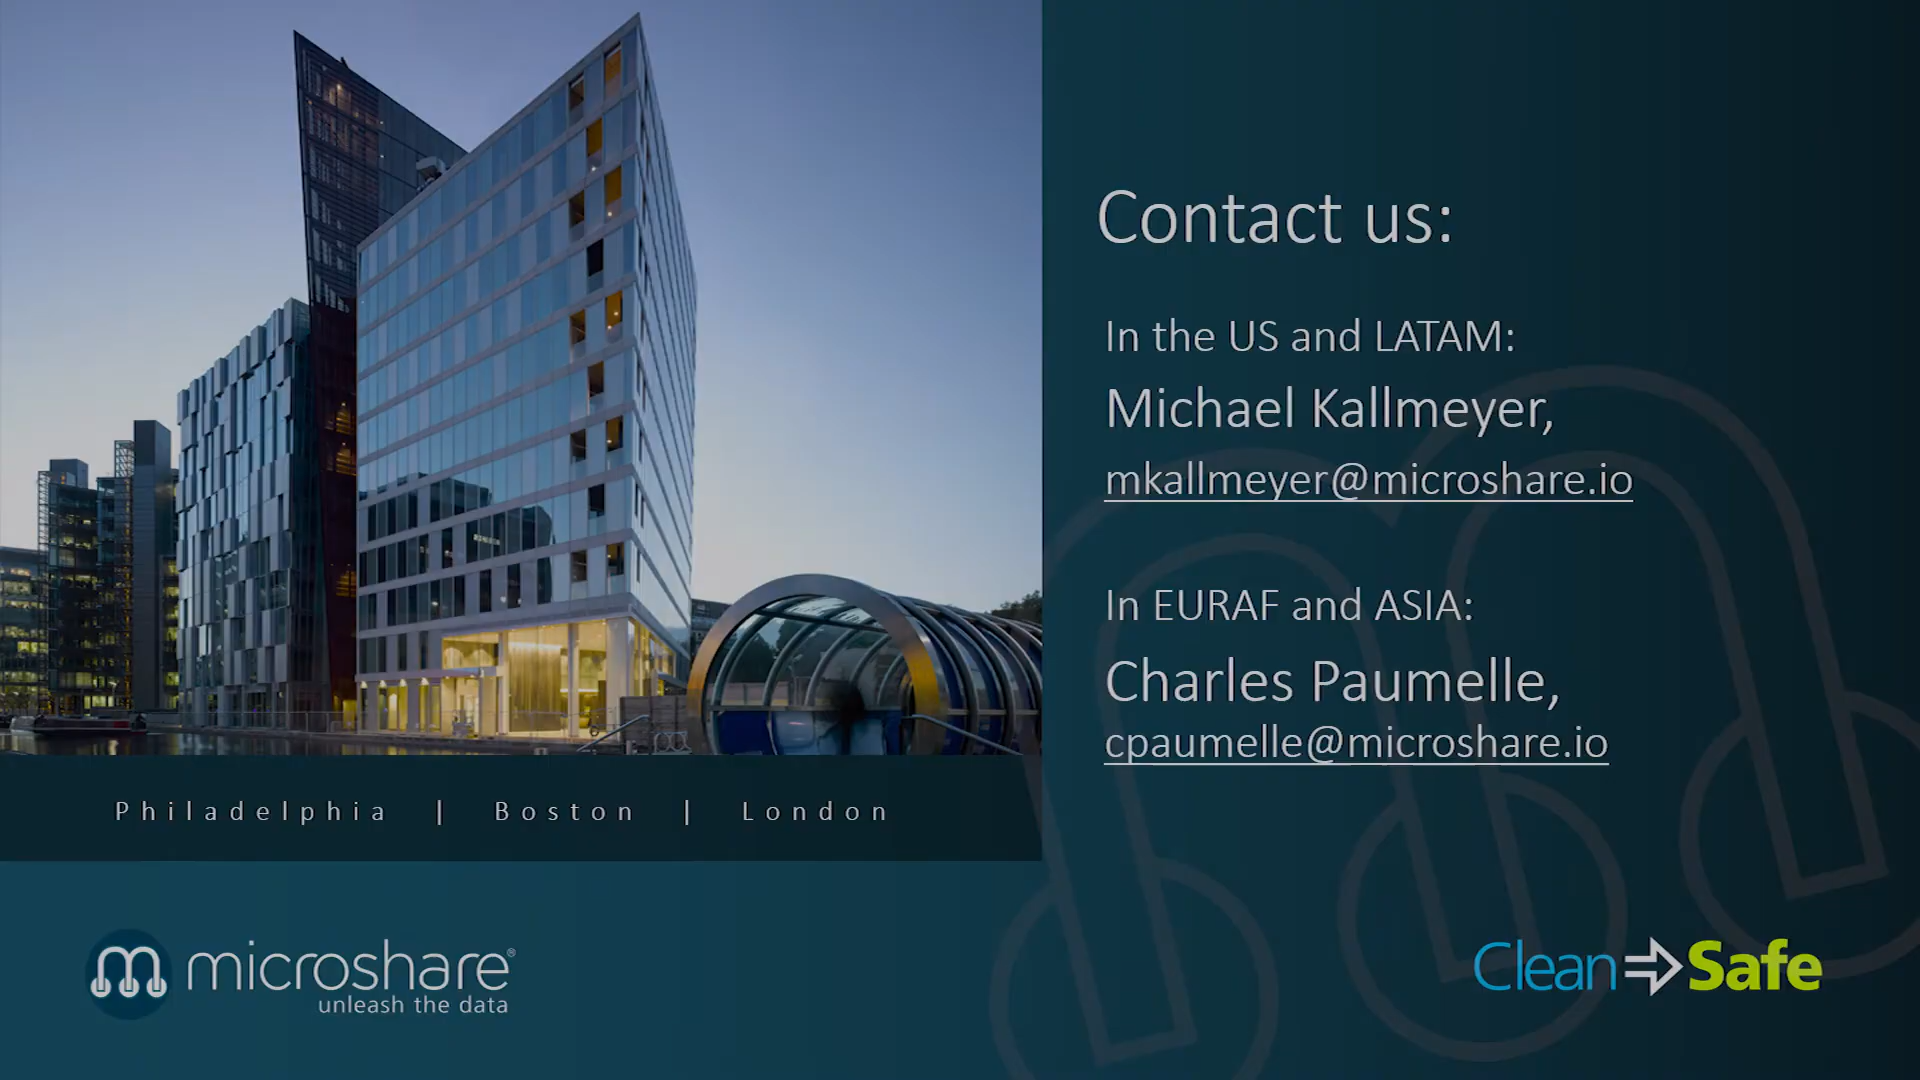 Contact us:
In the US and LATAM:
Michael Kallmeyer,
mkallmeyer@microshare.io
In EURAF and ASIA:
Charles Paumelle,
cpaumelle@microshare.io
Philadelphia | Boston | London
microshare®
unleash the data
Clean Safe